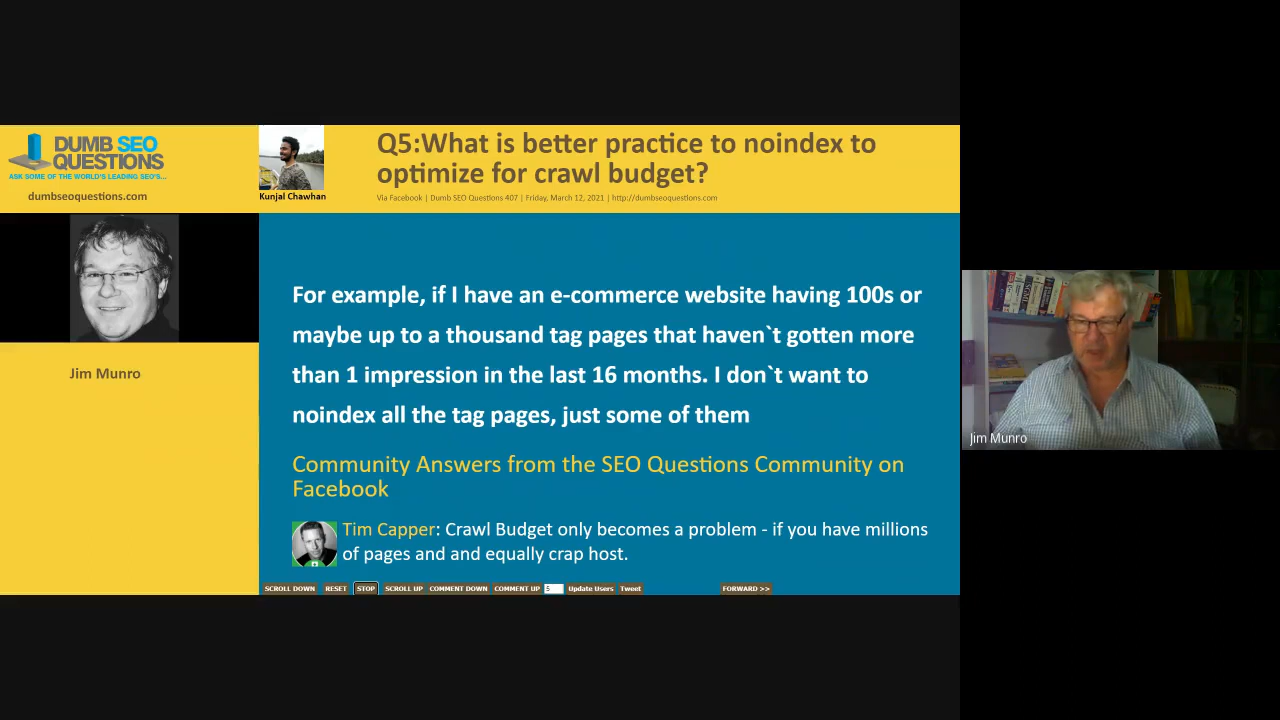 DUMB SEO
QUESTIONS
ASK SOME OF THE WORLD'S LEADING SEO'S...
dumbseoquestions.com
Kunjal Chawhan
Q5:What is better practice to noindex to
optimize for crawl budget?
Via Facebook | Dumb SEO Questions 407 | Friday, March 12, 2021 | http://dumbseoquestions.com
Jim Munro
For example, if I have an e-commerce website having 100s or
maybe up to a thousand tag pages that haven`t gotten more
than 1 impression in the last 16 months. I don`t want to
noindex all the tag pages, just some of them
Community Answers from the SEO Questions Community on
Facebook
Tim Capper: Crawl Budget only becomes a problem - if you have millions
of pages and and equally crap host.
SCROLL DOWN RESET STOP SCROLL UP COMMENT DOWN COMMENT UP 5 Update Users Tweet FORWARD >>
Jim Munro